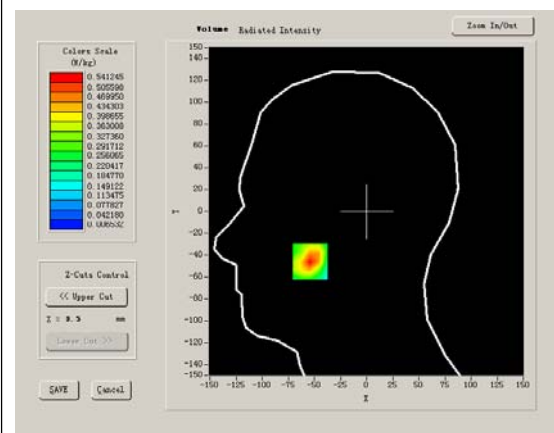 Volume Radiated Intensity
Zoom In/Out
Colors Scale
(W/kg)
0.541245
0.505590
0.469950
0.434303
0.398655
0.363008
0.327360
0.291712
0.256065
0.220417
0.184770
0.149122
0.113475
0.077827
0.042180
0.006532
150
140
120
100
80
60
40
20
Y
0
-20
-40
-60
-80
-100
-120
-140
-150
-150 -125 -100 -75 -50 -25 0 25 50 75 100 125 150
X
Z-Cuts Control
<< Upper Cut
Lower Cut >>
SAVE
Cancel